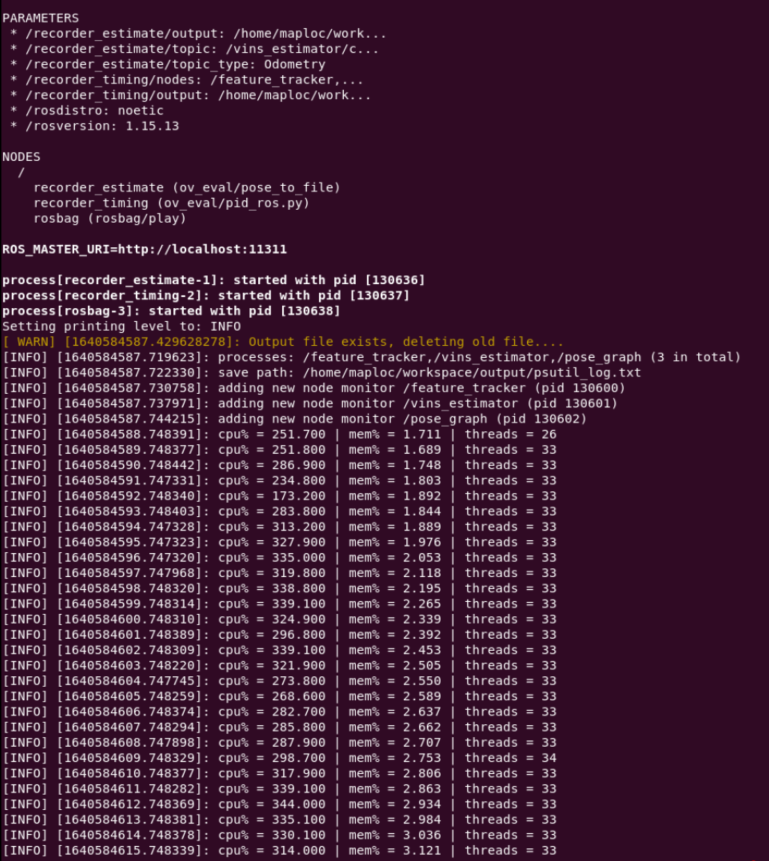 PARAMETERS
 * /recorder_estimate/output: /home/maploc/work...
 * /recorder_estimate/topic: /vins_estimator/c...
 * /recorder_estimate/topic_type: Odometry
 * /recorder_timing/nodes: /feature_tracker,...
 * /recorder_timing/output: /home/maploc/work...
 * /rosdistro: noetic
 * /rosversion: 1.15.13
NODES
  /
    recorder_estimate (ov_eval/pose_to_file)
    recorder_timing (ov_eval/pid_ros.py)
    rosbag (rosbag/play)
ROS_MASTER_URI=http://localhost:11311
process[recorder_estimate-1]: started with pid [130636]
process[recorder_timing-2]: started with pid [130637]
process[rosbag-3]: started with pid [130638]
Setting printing level to: INFO
[ WARN] [1640584587.429628278]: Output file exists, deleting old file....
[INFO] [1640584587.719623]: processes: /feature_tracker,/vins_estimator,/pose_graph (3 in total)
[INFO] [1640584587.722330]: save path: /home/maploc/workspace/output/psutil_log.txt
[INFO] [1640584587.730758]: adding new node monitor /feature_tracker (pid 130600)
[INFO] [1640584587.737971]: adding new node monitor /vins_estimator (pid 130601)
[INFO] [1640584587.744215]: adding new node monitor /pose_graph (pid 130602)
[INFO] [1640584588.748391]: cpu% = 251.700 | mem% = 1.711 | threads = 26
[INFO] [1640584589.748377]: cpu% = 251.800 | mem% = 1.689 | threads = 33
[INFO] [1640584590.748442]: cpu% = 286.900 | mem% = 1.748 | threads = 33
[INFO] [1640584591.747331]: cpu% = 234.800 | mem% = 1.803 | threads = 33
[INFO] [1640584592.748340]: cpu% = 173.200 | mem% = 1.892 | threads = 33
[INFO] [1640584593.748403]: cpu% = 283.800 | mem% = 1.844 | threads = 33
[INFO] [1640584594.747328]: cpu% = 313.200 | mem% = 1.889 | threads = 33
[INFO] [1640584595.747323]: cpu% = 327.900 | mem% = 1.976 | threads = 33
[INFO] [1640584596.747320]: cpu% = 335.000 | mem% = 2.053 | threads = 33
[INFO] [1640584597.747968]: cpu% = 319.800 | mem% = 2.118 | threads = 33
[INFO] [1640584598.748320]: cpu% = 338.800 | mem% = 2.195 | threads = 33
[INFO] [1640584599.748314]: cpu% = 339.100 | mem% = 2.265 | threads = 33
[INFO] [1640584600.748310]: cpu% = 324.900 | mem% = 2.339 | threads = 33
[INFO] [1640584601.748389]: cpu% = 296.800 | mem% = 2.392 | threads = 33
[INFO] [1640584602.748309]: cpu% = 339.100 | mem% = 2.453 | threads = 33
[INFO] [1640584603.748220]: cpu% = 321.900 | mem% = 2.505 | threads = 33
[INFO] [1640584604.747745]: cpu% = 273.800 | mem% = 2.550 | threads = 33
[INFO] [1640584605.748259]: cpu% = 268.600 | mem% = 2.589 | threads = 33
[INFO] [1640584606.748374]: cpu% = 282.700 | mem% = 2.637 | threads = 33
[INFO] [1640584607.748294]: cpu% = 285.800 | mem% = 2.662 | threads = 33
[INFO] [1640584608.747898]: cpu% = 287.900 | mem% = 2.707 | threads = 33
[INFO] [1640584609.748329]: cpu% = 298.700 | mem% = 2.753 | threads = 34
[INFO] [1640584610.748377]: cpu% = 317.900 | mem% = 2.806 | threads = 33
[INFO] [1640584611.748282]: cpu% = 339.100 | mem% = 2.863 | threads = 33
[INFO] [1640584612.748369]: cpu% = 344.000 | mem% = 2.934 | threads = 33
[INFO] [1640584613.748381]: cpu% = 335.100 | mem% = 2.984 | threads = 33
[INFO] [1640584614.748378]: cpu% = 330.100 | mem% = 3.036 | threads = 33
[INFO] [1640584615.748339]: cpu% = 314.000 | mem% = 3.121 | threads = 33